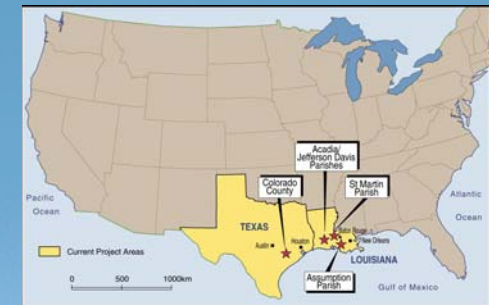 Acadia/
Jefferson Davis
Parishes
Colorado
County
St Martin
Parish
Pacific
Ocean
Atlantic
Ocean
TEXAS
Austin
Houston
Baton Rouge
New Orleans
LOUISIANA
Current Project Areas
Assumption
Parish
0 500 1000km
Gulf of Mexico